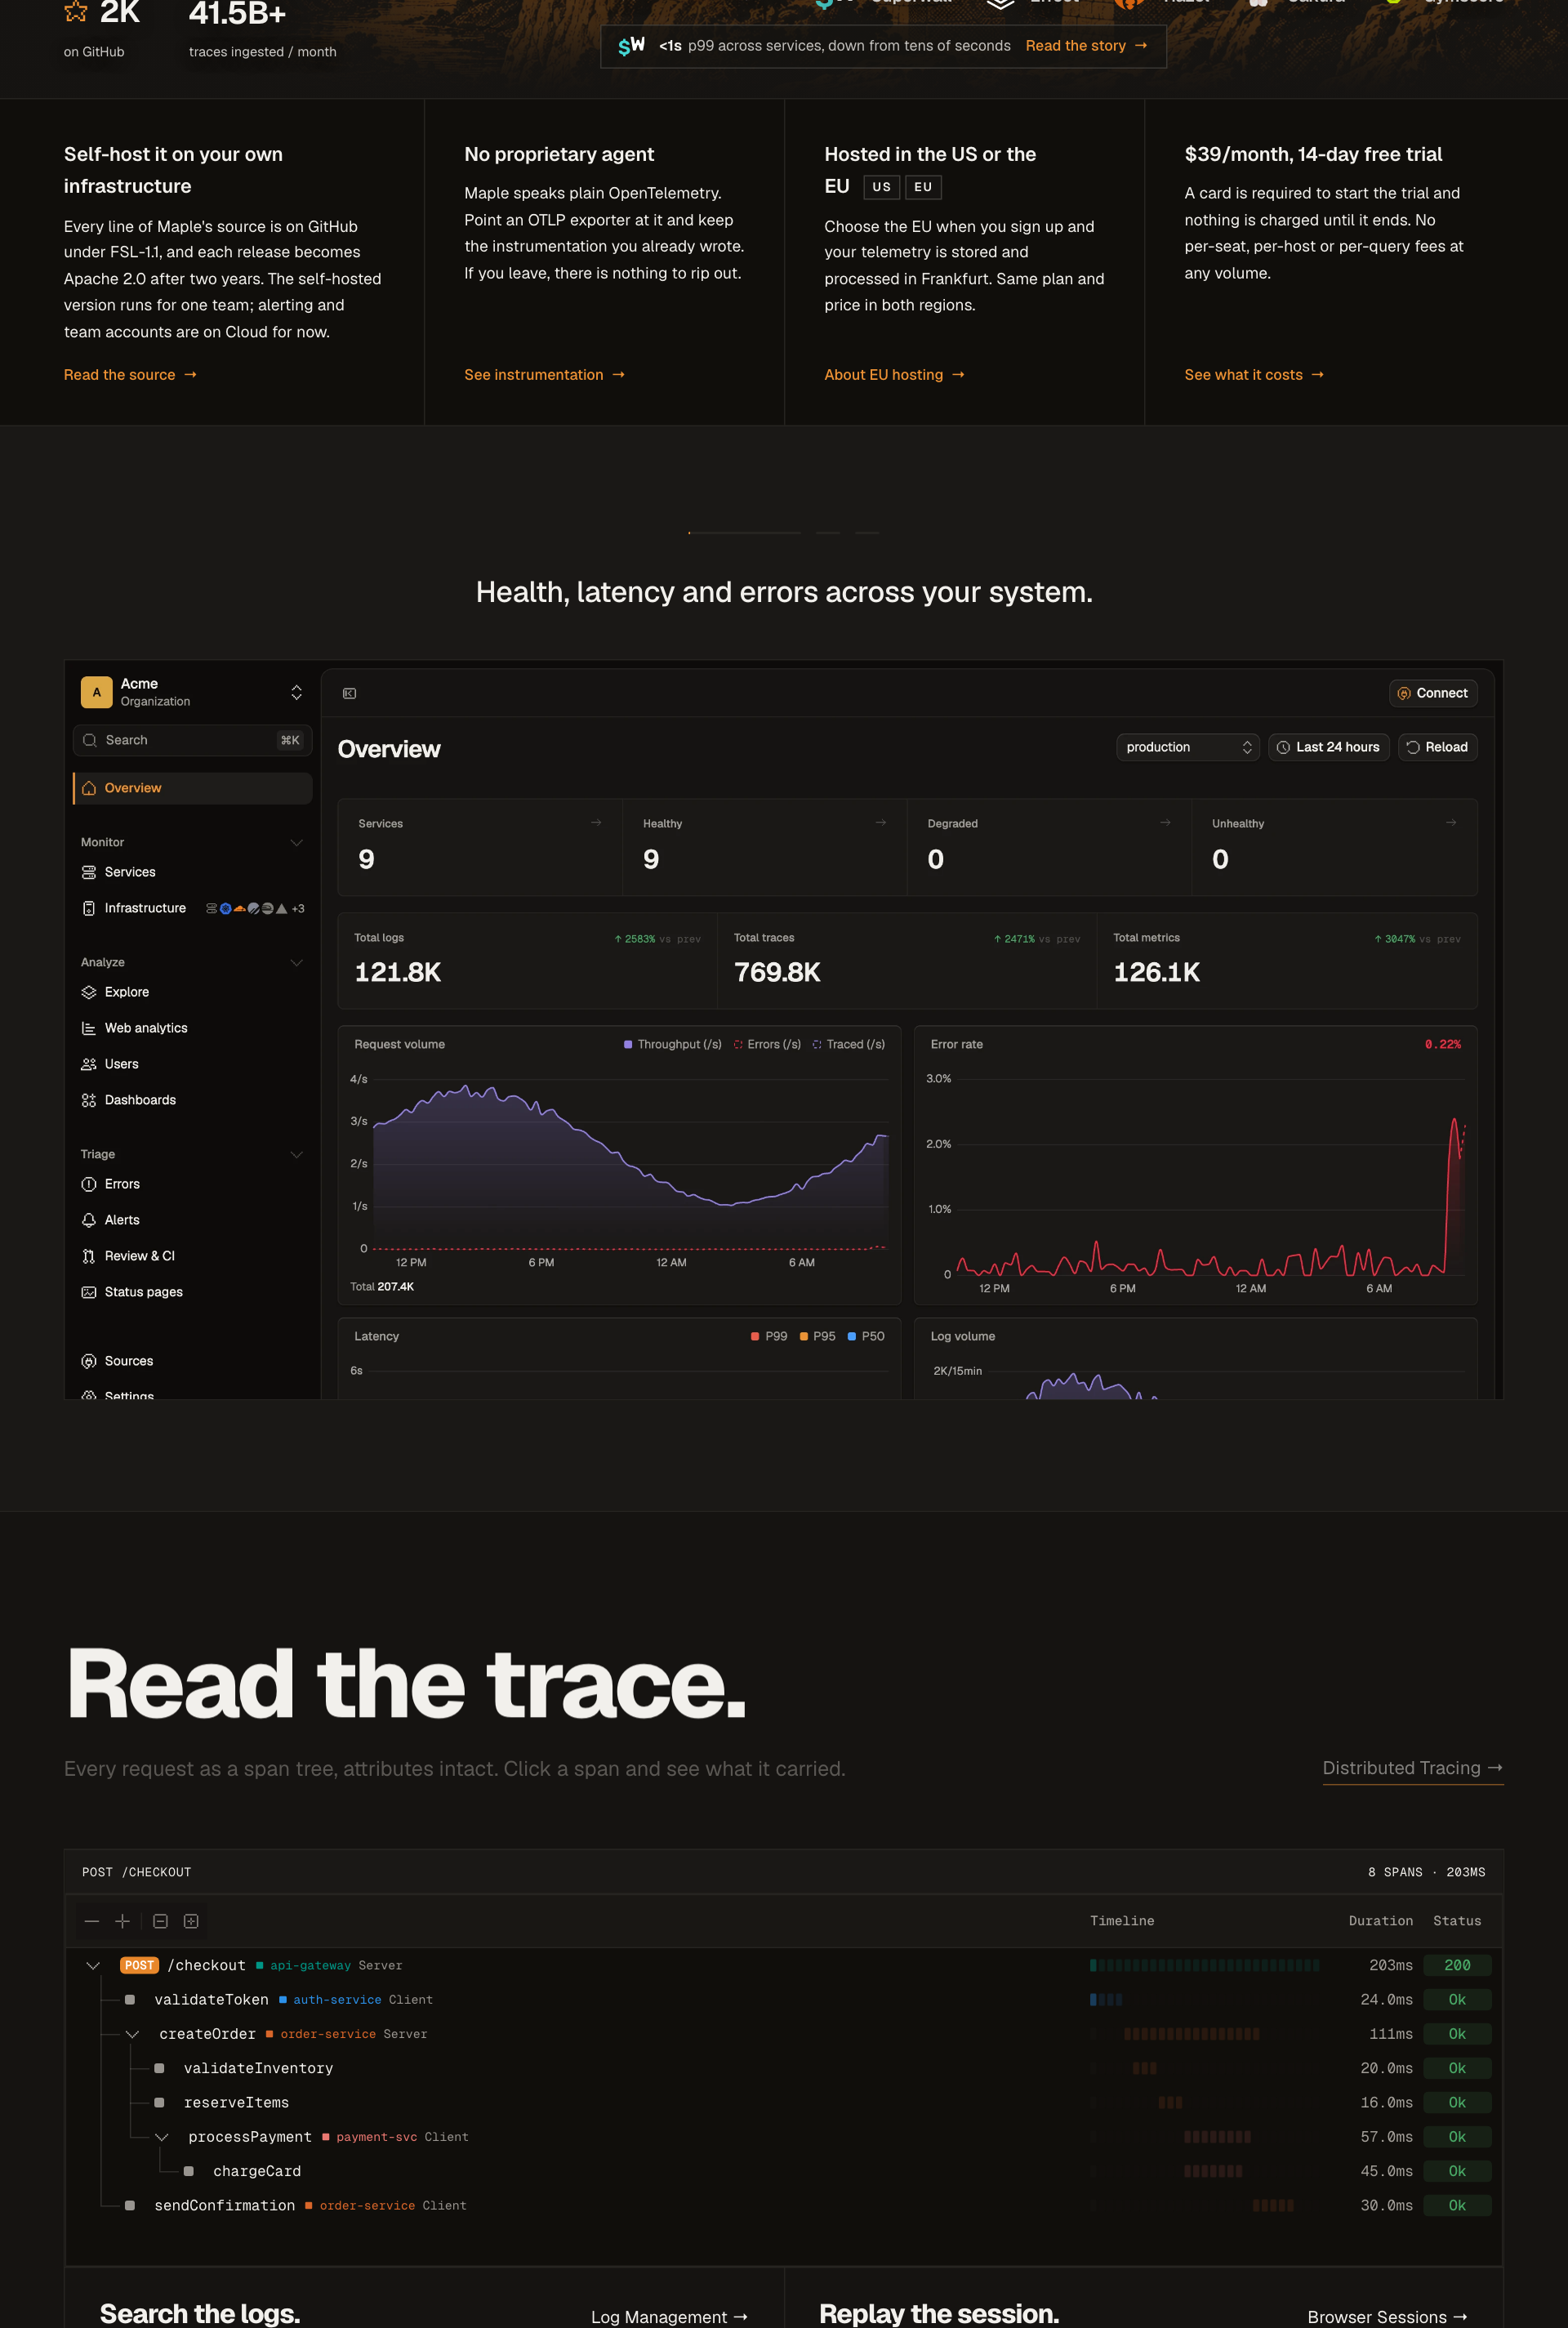 2K
41.5B+
on GitHub
traces ingested / month
$W <1s p99 across services, down from tens of seconds Read the story →
Self-host it on your own
infrastructure
Every line of Maple's source is on GitHub
under FSL-1.1, and each release becomes
Apache 2.0 after two years. The self-hosted
version runs for one team; alerting and
team accounts are on Cloud for now.
Read the source →
No proprietary agent
Maple speaks plain OpenTelemetry.
Point an OTLP exporter at it and keep
the instrumentation you already wrote.
If you leave, there is nothing to rip out.
See instrumentation →
Hosted in the US or the
EU US EU
Choose the EU when you sign up and
your telemetry is stored and
processed in Frankfurt. Same plan and
price in both regions.
About EU hosting →
$39/month, 14-day free trial
A card is required to start the trial and
nothing is charged until it ends. No
per-seat, per-host or per-query fees at
any volume.
See what it costs →
Health, latency and errors across your system.
A Acme
Organization
Search ⌘K
Overview
Monitor
Services
Infrastructure +3
Analyze
Explore
Web analytics
Users
Dashboards
Triage
Errors
Alerts
Review & CI
Status pages
Sources
Settings
Connect
Overview
production Last 24 hours Reload
Services →
9
Healthy →
9
Degraded →
0
Unhealthy →
0
Total logs ↑ 2583% vs prev
121.8K
Total traces ↑ 2471% vs prev
769.8K
Total metrics ↑ 3047% vs prev
126.1K
Request volume Throughput (/s) Errors (/s) Traced (/s)
4/s
3/s
2/s
1/s
0
12 PM 6 PM 12 AM 6 AM
Total 207.4K
Error rate 0.22%
3.0%
2.0%
1.0%
0
12 PM 6 PM 12 AM 6 AM
Latency P99 P95 P50
6s
Log volume
2K/15min
Read the trace.
Every request as a span tree, attributes intact. Click a span and see what it carried.
Distributed Tracing →
POST /CHECKOUT 8 SPANS · 203MS
Timeline Duration Status
POST /checkout api-gateway Server 203ms 200
validateToken auth-service Client 24.0ms Ok
createOrder order-service Server 111ms Ok
validateInventory 20.0ms Ok
reserveItems 16.0ms Ok
processPayment payment-svc Client 57.0ms Ok
chargeCard 45.0ms Ok
sendConfirmation order-service Client 30.0ms Ok
Search the logs. Log Management →
Replay the session. Browser Sessions →